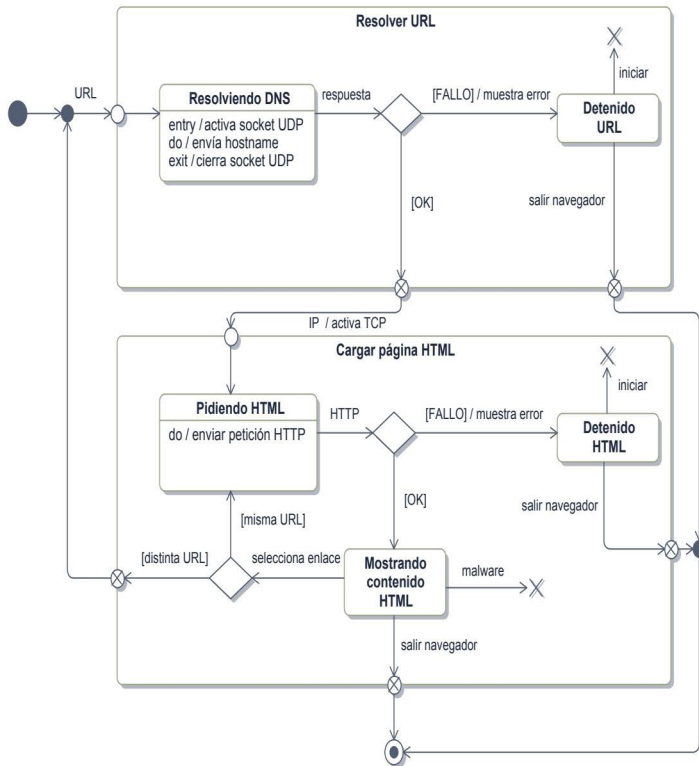 Resolver URL
URL
Resolviendo DNS
entry / activa socket UDP
do / envía hostname
exit / cierra socket UDP
respuesta
[FALLO] / muestra error
iniciar
Detenido
URL
[OK]
salir navegador
IP / activa TCP
Cargar página HTML
Pidiendo HTML
do / enviar petición HTTP
HTTP
[FALLO] / muestra error
iniciar
Detenido
HTML
[OK]
salir navegador
[misma URL]
[distinta URL]
selecciona enlace
Mostrando
contenido
HTML
malware
salir navegador